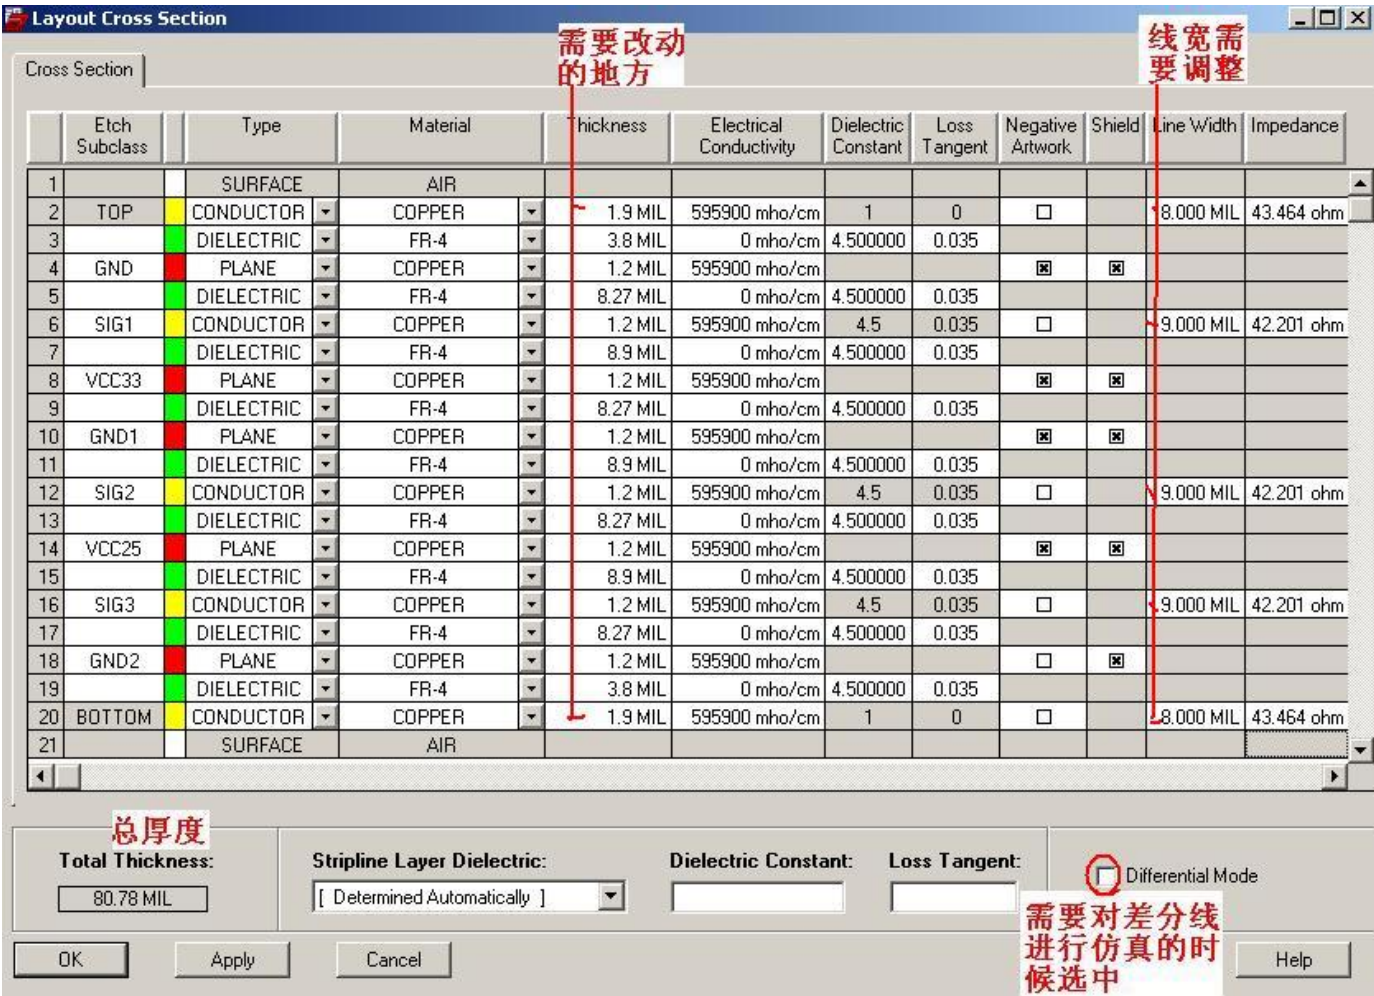 Layout Cross Section
需要改动
的地方
线宽需
要调整
Cross Section
Etch Subclass Type Material Thickness Electrical Conductivity Dielectric Constant Loss Tangent Negative Artwork Shield Line Width Impedance
1 SURFACE AIR
2 TOP CONDUCTOR COPPER 1.9 MIL 595900 mho/cm 1 0 8.000 MIL 43.464 ohm
3 DIELECTRIC FR-4 3.8 MIL 0 mho/cm 4.500000 0.035
4 GND PLANE COPPER 1.2 MIL 595900 mho/cm
5 DIELECTRIC FR-4 8.27 MIL 0 mho/cm 4.500000 0.035
6 SIG1 CONDUCTOR COPPER 1.2 MIL 595900 mho/cm 4.5 0.035 9.000 MIL 42.201 ohm
7 DIELECTRIC FR-4 8.9 MIL 0 mho/cm 4.500000 0.035
8 VCC33 PLANE COPPER 1.2 MIL 595900 mho/cm
9 DIELECTRIC FR-4 8.27 MIL 0 mho/cm 4.500000 0.035
10 GND1 PLANE COPPER 1.2 MIL 595900 mho/cm
11 DIELECTRIC FR-4 8.9 MIL 0 mho/cm 4.500000 0.035
12 SIG2 CONDUCTOR COPPER 1.2 MIL 595900 mho/cm 4.5 0.035 9.000 MIL 42.201 ohm
13 DIELECTRIC FR-4 8.27 MIL 0 mho/cm 4.500000 0.035
14 VCC25 PLANE COPPER 1.2 MIL 595900 mho/cm
15 DIELECTRIC FR-4 8.9 MIL 0 mho/cm 4.500000 0.035
16 SIG3 CONDUCTOR COPPER 1.2 MIL 595900 mho/cm 4.5 0.035 9.000 MIL 42.201 ohm
17 DIELECTRIC FR-4 8.27 MIL 0 mho/cm 4.500000 0.035
18 GND2 PLANE COPPER 1.2 MIL 595900 mho/cm
19 DIELECTRIC FR-4 3.8 MIL 0 mho/cm 4.500000 0.035
20 BOTTOM CONDUCTOR COPPER 1.9 MIL 595900 mho/cm 1 0 8.000 MIL 43.464 ohm
21 SURFACE AIR
总厚度
Total Thickness: Stripline Layer Dielectric: Dielectric Constant: Loss Tangent:
Differential Mode
80.78 MIL [ Determined Automatically ]
需要对差分线
进行仿真的时
候选中
OK Apply Cancel Help